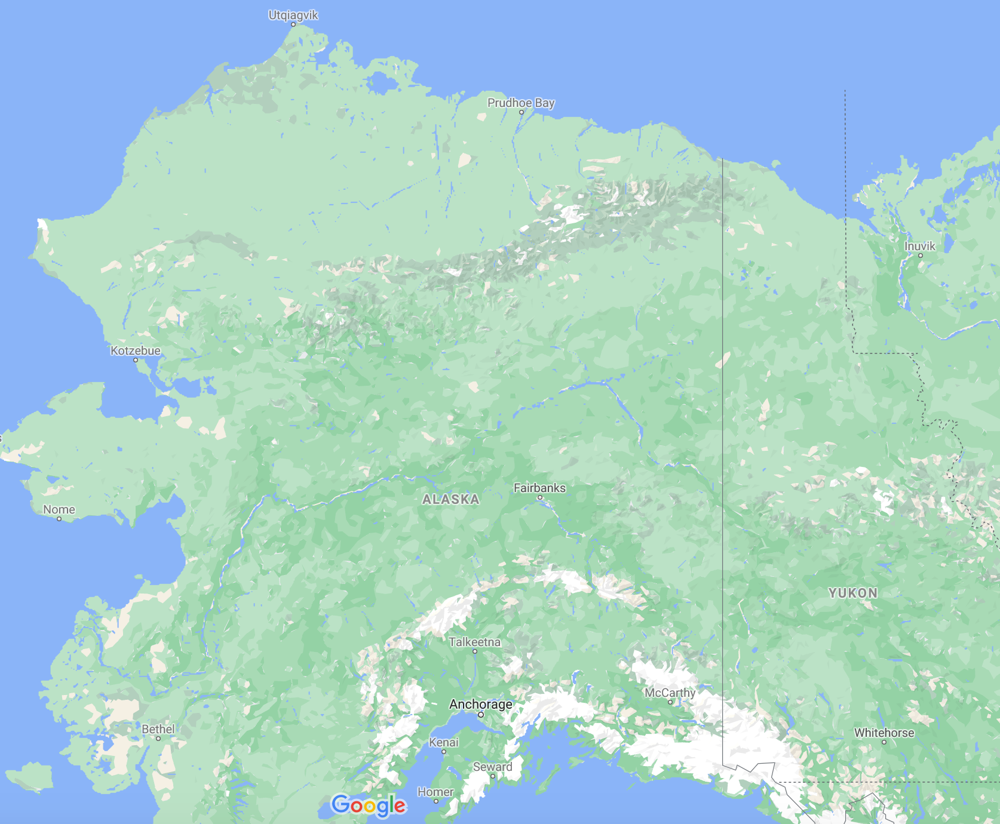 Utqiagvik
Prudhoe Bay
Inuvik
Kotzebue
s
Fairbanks
ALASKA
Nome
YUKON
Talkeetna
McCarthy
Anchorage
Bethel
Whitehorse
Kenai
Seward
Homer
Google